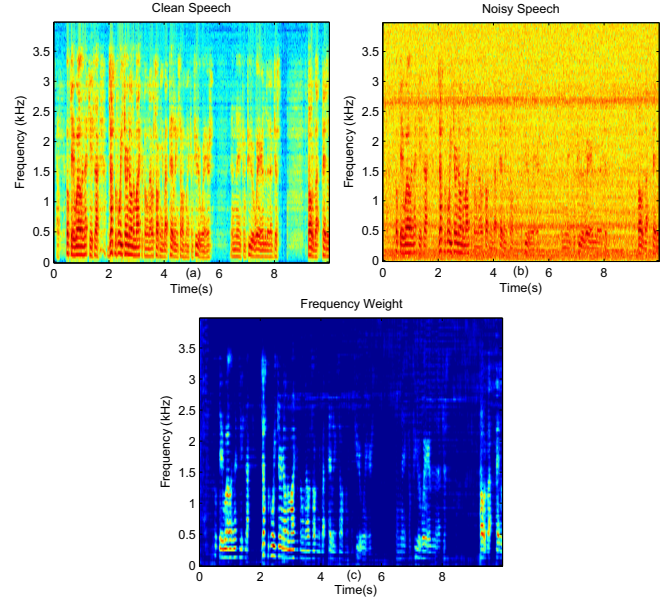 Clean Speech
Frequency (kHz)
3.5
3
2.5
2
1.5
1
0.5
0
0 2 4 6 8
(a)
Time(s)
Noisy Speech
Frequency (kHz)
3.5
3
2.5
2
1.5
1
0.5
0
0 2 4 6 8
(b)
Time(s)
Frequency Weight
Frequency (kHz)
3.5
3
2.5
2
1.5
1
0.5
0
0 2 4 6 8
(c)
Time(s)